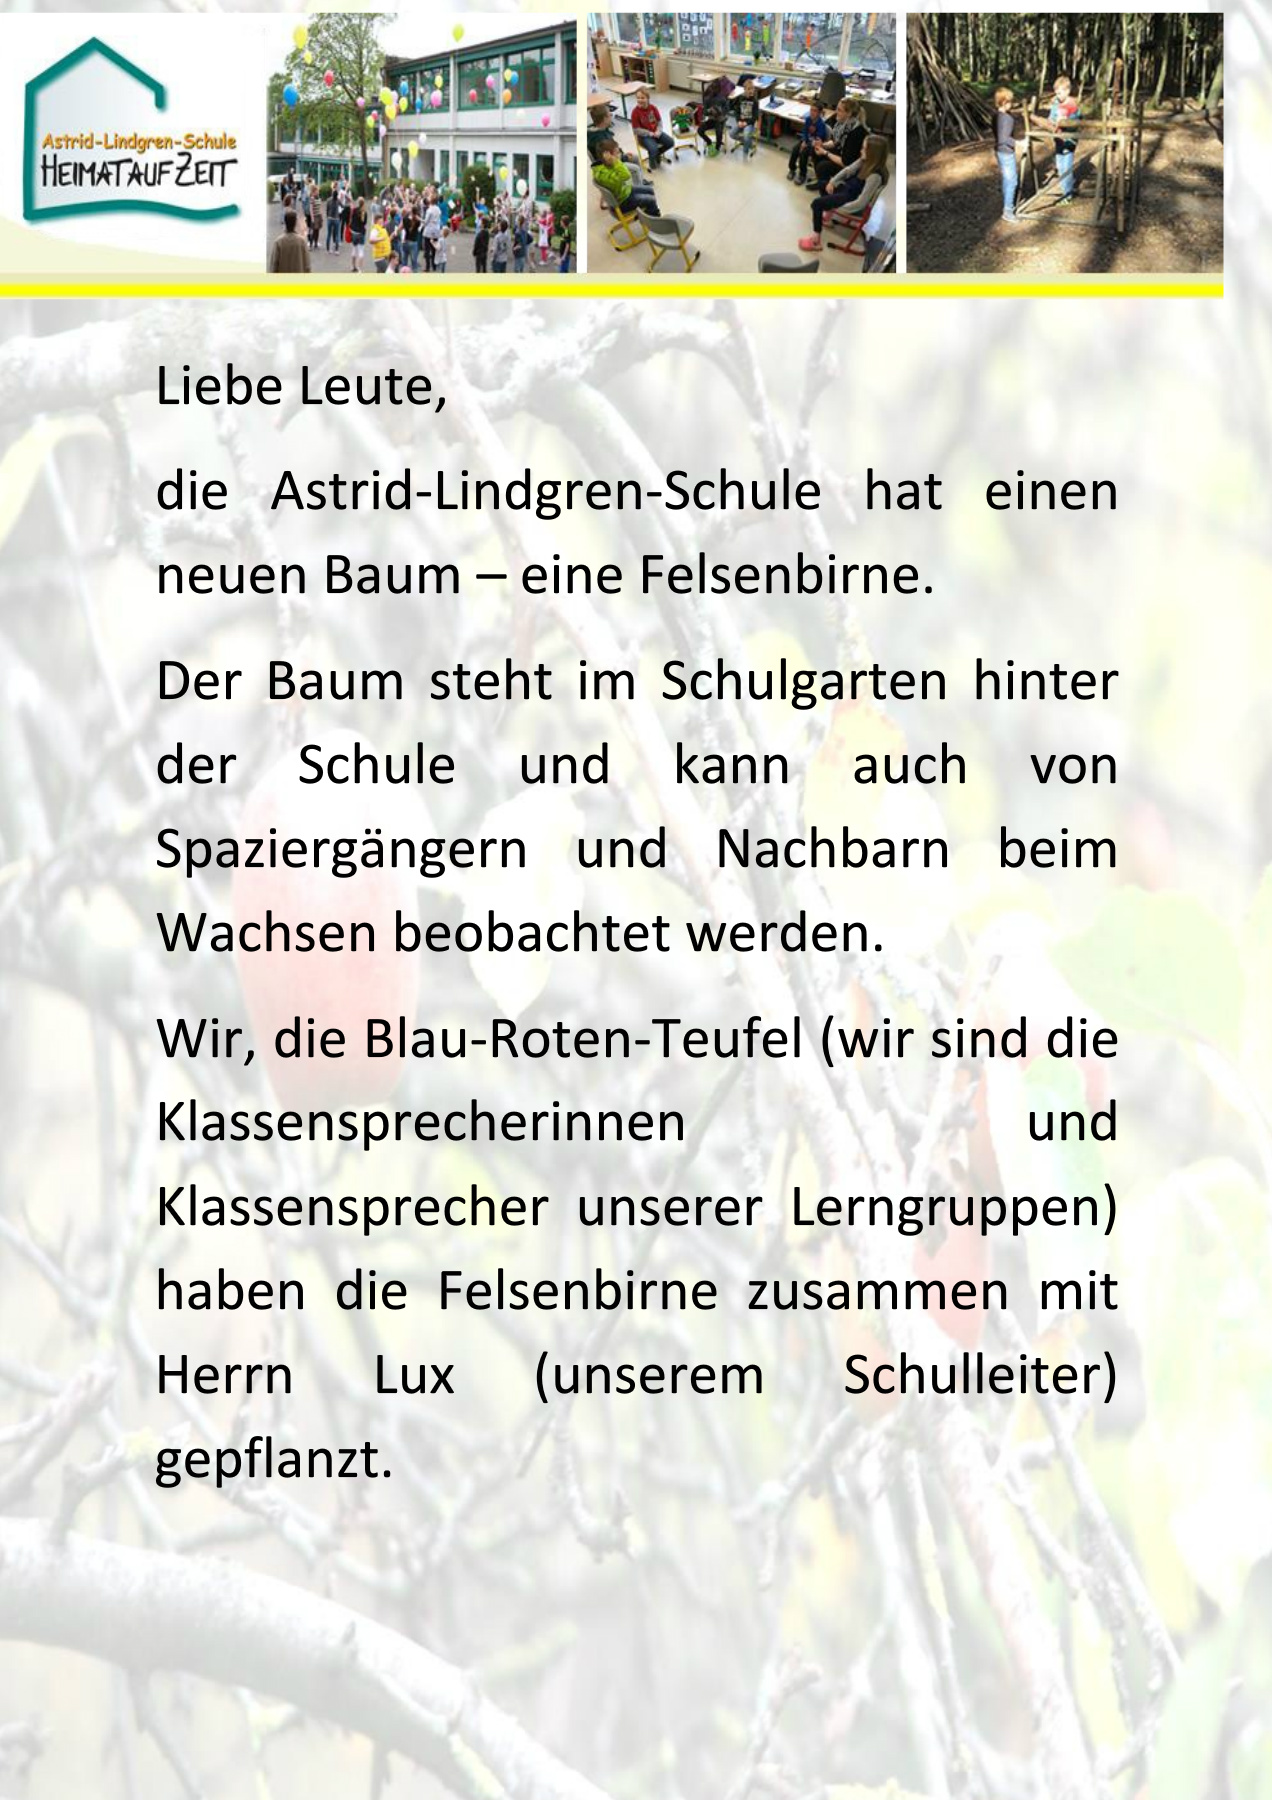 Astrid-Lindgren-Schule
HEIMAT AUF ZEIT
Liebe Leute,
die Astrid-Lindgren-Schule hat einen
neuen Baum – eine Felsenbirne.
Der Baum steht im Schulgarten hinter
der Schule und kann auch von
Spaziergängern und Nachbarn beim
Wachsen beobachtet werden.
Wir, die Blau-Roten-Teufel (wir sind die
Klassensprecherinnen und
Klassensprecher unserer Lerngruppen)
haben die Felsenbirne zusammen mit
Herrn Lux (unserem Schulleiter)
gepflanzt.